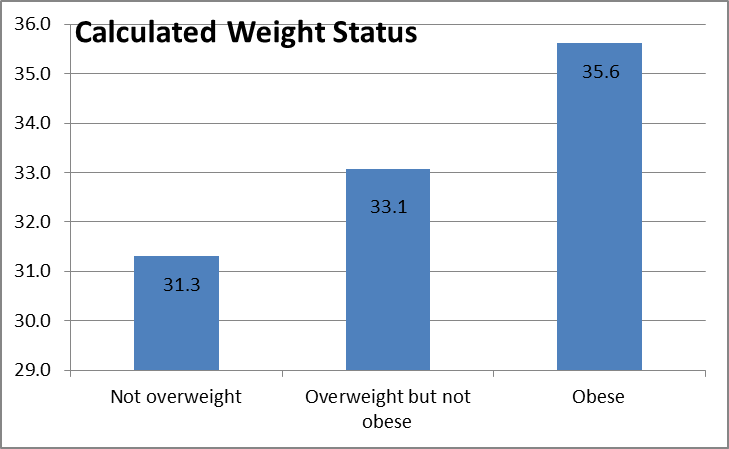 Calculated Weight Status
36.0
35.0
34.0
33.0
32.0
31.0
30.0
29.0
35.6
33.1
31.3
Not overweight
Overweight but not
obese
Obese